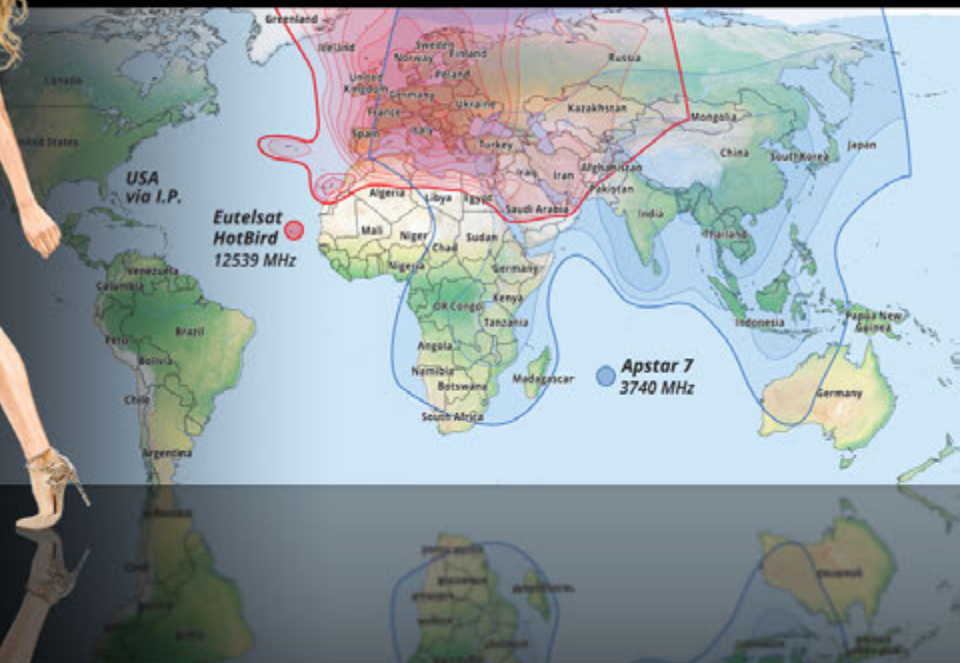 Greenland
Ireland
Sweden
Norway
Finland
Russia
United
Kingdom
Poland
Germany
Ukraine
France
Spain
Italy
Turkey
Kazakhstan
Mongolia
China
South Korea
Japan
Iraq
Iran
Afghanistan
Pakistan
Saudi Arabia
India
Thailand
Canada
United States
USA
via I.P.
Eutelsat
HotBird
12539 MHz
Algeria
Libya
Egypt
Mali
Niger
Chad
Sudan
Nigeria
Germany
DR Congo
Kenya
Tanzania
Angola
Namibia
Botswana
Madagascar
South Africa
Venezuela
Columbia
Peru
Brazil
Bolivia
Chile
Argentina
Apstar 7
3740 MHz
Indonesia
Papua New
Guinea
Germany